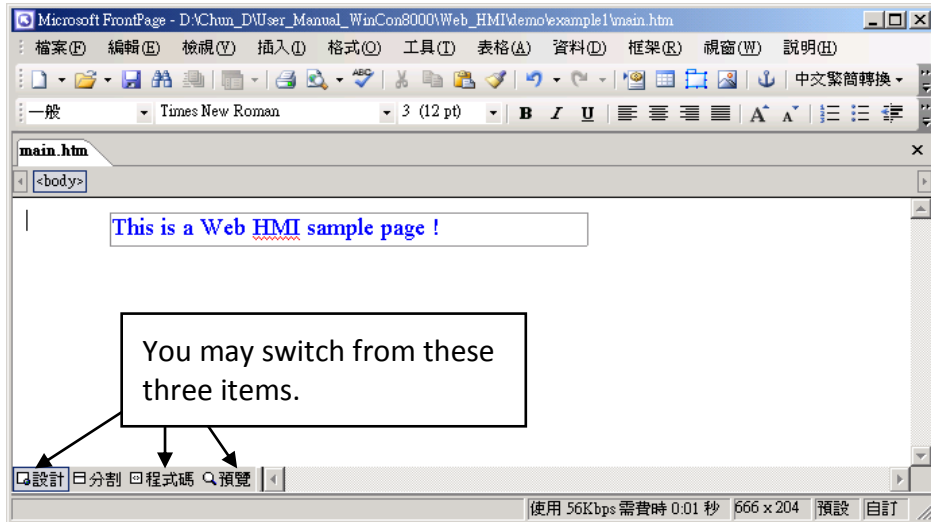 Microsoft FrontPage - D:\Chun_D\User_Manual_WinCon8000\Web_HMI\demo\example1\main.htm
檔案(F) 編輯(E) 檢視(V) 插入(I) 格式(O) 工具(T) 表格(A) 資料(D) 框架(R) 視窗(W) 說明(H)
ABC 中文繁簡轉換
一般 Times New Roman 3 (12 pt) B I U A A
main.htm
<body>
This is a Web HMI sample page !
You may switch from these
three items.
設計 分割 程式碼 預覽
使用 56Kbps 需費時 0:01 秒 666 x 204 預設 自訂